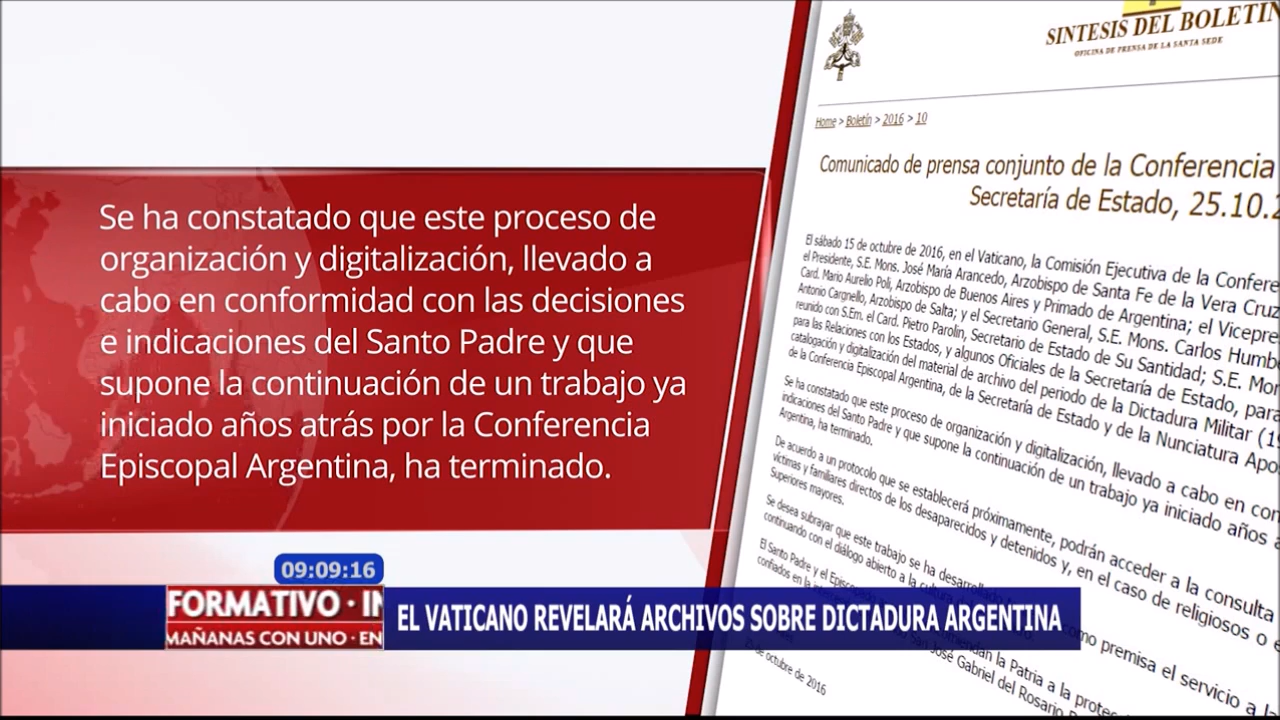 Se ha constatado que este proceso de
organización y digitalización, llevado a
cabo en conformidad con las decisiones
e indicaciones del Santo Padre y que
supone la continuación de un trabajo ya
iniciado años atrás por la Conferencia
Episcopal Argentina, ha terminado.
SINTESIS DEL BOLETIN
OFICINA DE PRENSA DE LA SANTA SEDE
Home > Boletín > 2016 > 10
Comunicado de prensa conjunto de la Conferencia
Secretaría de Estado, 25.10.2
El sábado 15 de octubre de 2016, en el Vaticano, la Comisión Ejecutiva de la Conferen
el Presidente, S.E. Mons. José María Arancedo, Arzobispo de Santa Fe de la Vera Cruz
Card. Mario Aurelio Poli, Arzobispo de Buenos Aires y Primado de Argentina; el Vicepre
Antonio Cargnello, Arzobispo de Salta; y el Secretario General, S.E. Mons. Carlos Humb
reunido con S.Em. el Card. Pietro Parolin, Secretario de Estado de Su Santidad; S.E. Mon
para las Relaciones con los Estados, y algunos Oficiales de la Secretaría de Estado, para
catalogación y digitalización del material de archivo del periodo de la Dictadura Militar (19
de la Conferencia Episcopal Argentina, de la Secretaría de Estado y de la Nunciatura Apo
Se ha constatado que este proceso de organización y digitalización, llevado a cabo en con
indicaciones del Santo Padre y que supone la continuación de un trabajo ya iniciado años a
Argentina, ha terminado.
De acuerdo a un protocolo que se establecerá próximamente, podrán acceder a la consulta
víctimas y familiares directos de los desaparecidos y detenidos y, en el caso de religiosos o e
Superiores mayores.
Se desea subrayar que este trabajo se ha desarrollado como premisa el servicio a la
continuando con el diálogo abierto a la cultura
El Santo Padre y el Episcopado la Patria a la protec
confiados en la San José Gabriel del Rosario
de octubre de 2016
09:09:16
FORMATIVO · IN
MAÑANAS CON UNO · EN
EL VATICANO REVELARÁ ARCHIVOS SOBRE DICTADURA ARGENTINA